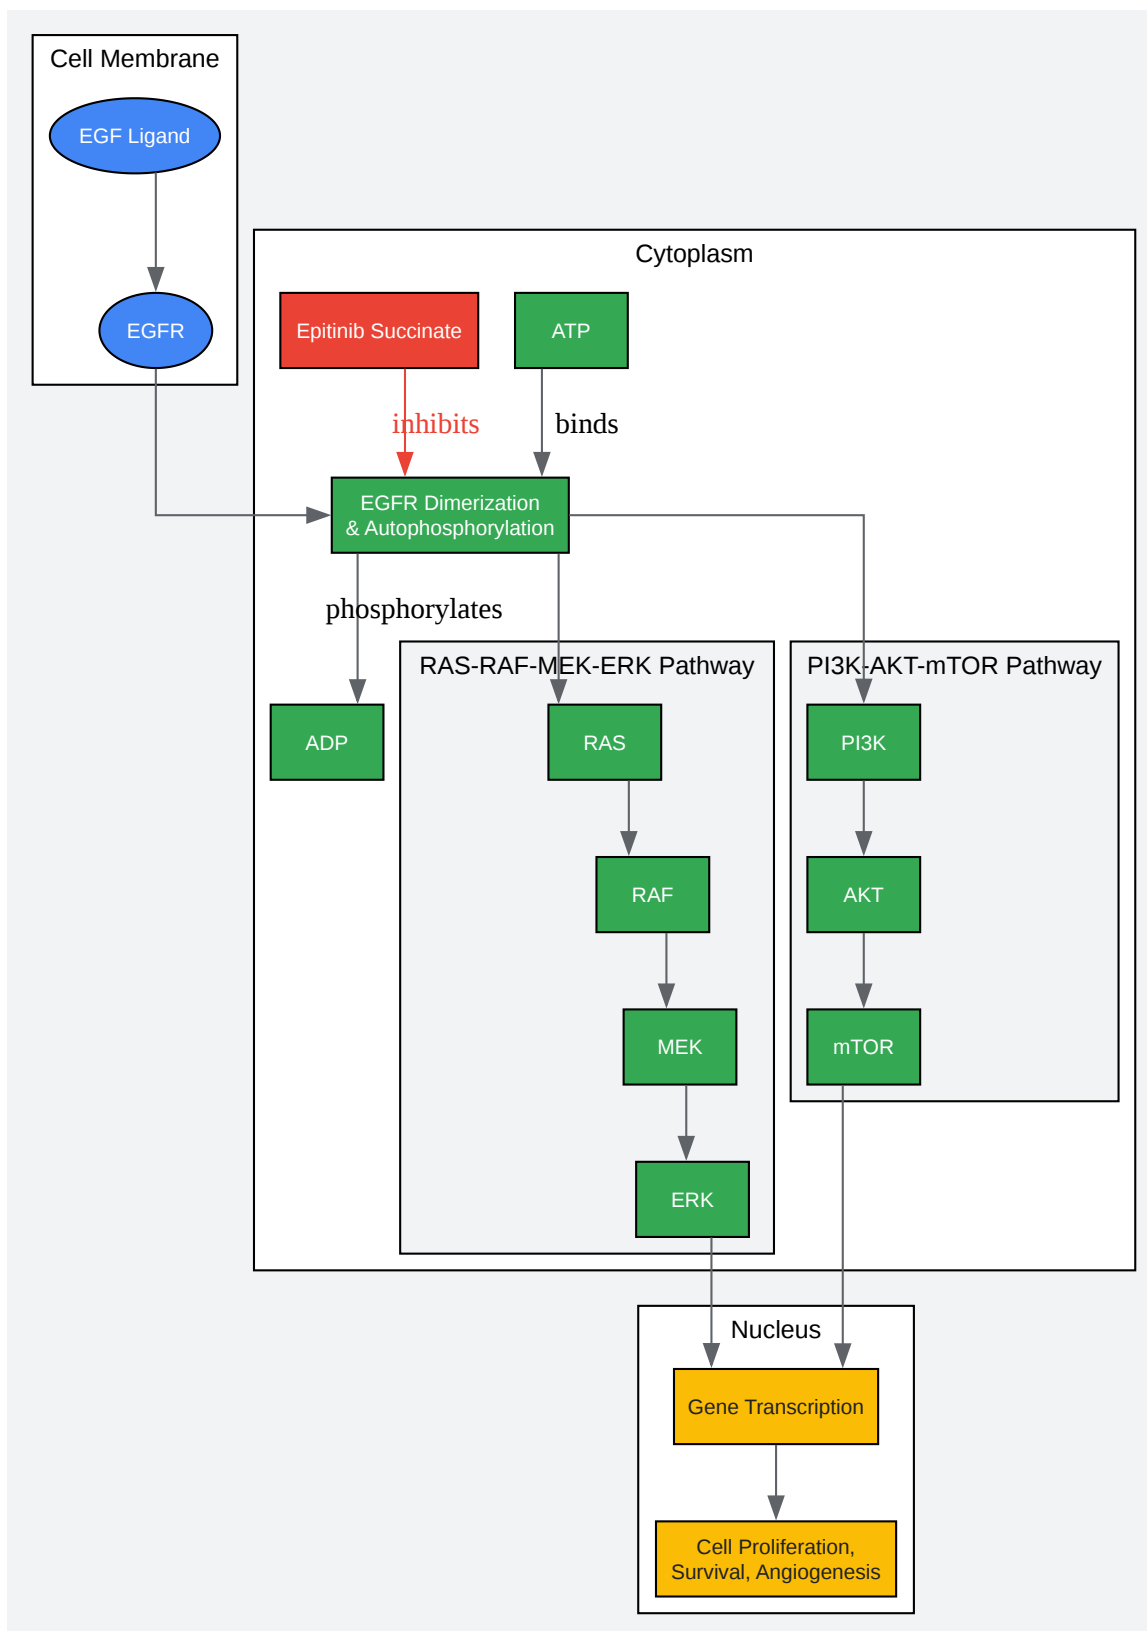 Cell Membrane
EGF Ligand
EGFR
Cytoplasm
Epitinib Succinate
ATP
inhibits
binds
EGFR Dimerization
& Autophosphorylation
phosphorylates
ADP
RAS-RAF-MEK-ERK Pathway
RAS
RAF
MEK
ERK
PI3K-AKT-mTOR Pathway
PI3K
AKT
mTOR
Nucleus
Gene Transcription
Cell Proliferation,
Survival, Angiogenesis